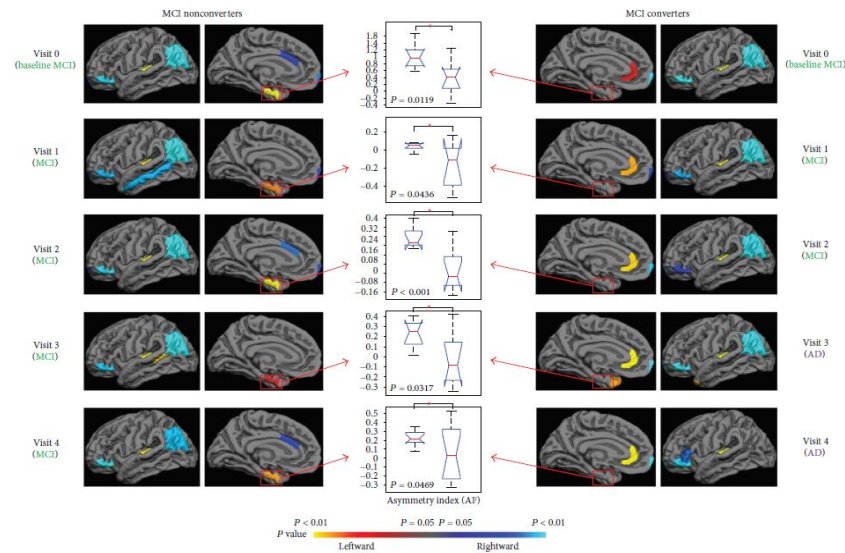 MCI nonconverters
MCI converters
Visit 0
(baseline MCI)
1.8
1.4
1.2
1
0.8
0.6
0.4
0.2
0
−0.2
−0.4
P = 0.0119
Visit 0
(baseline MCI)
Visit 1
(MCI)
0.2
0
−0.2
−0.4
P = 0.0436
Visit 1
(MCI)
Visit 2
(MCI)
0.4
0.32
0.24
0.16
0.08
0
−0.08
−0.16
P < 0.001
Visit 2
(MCI)
Visit 3
(MCI)
0.4
0.3
0.2
0.1
0
−0.1
−0.2
−0.3
P = 0.0317
Visit 3
(AD)
Visit 4
(MCI)
0.5
0.4
0.3
0.2
0.1
0
−0.1
−0.2
−0.3
P = 0.0469
Visit 4
(AD)
P < 0.01 P = 0.05 P = 0.05 P < 0.01
P value
Leftward Rightward